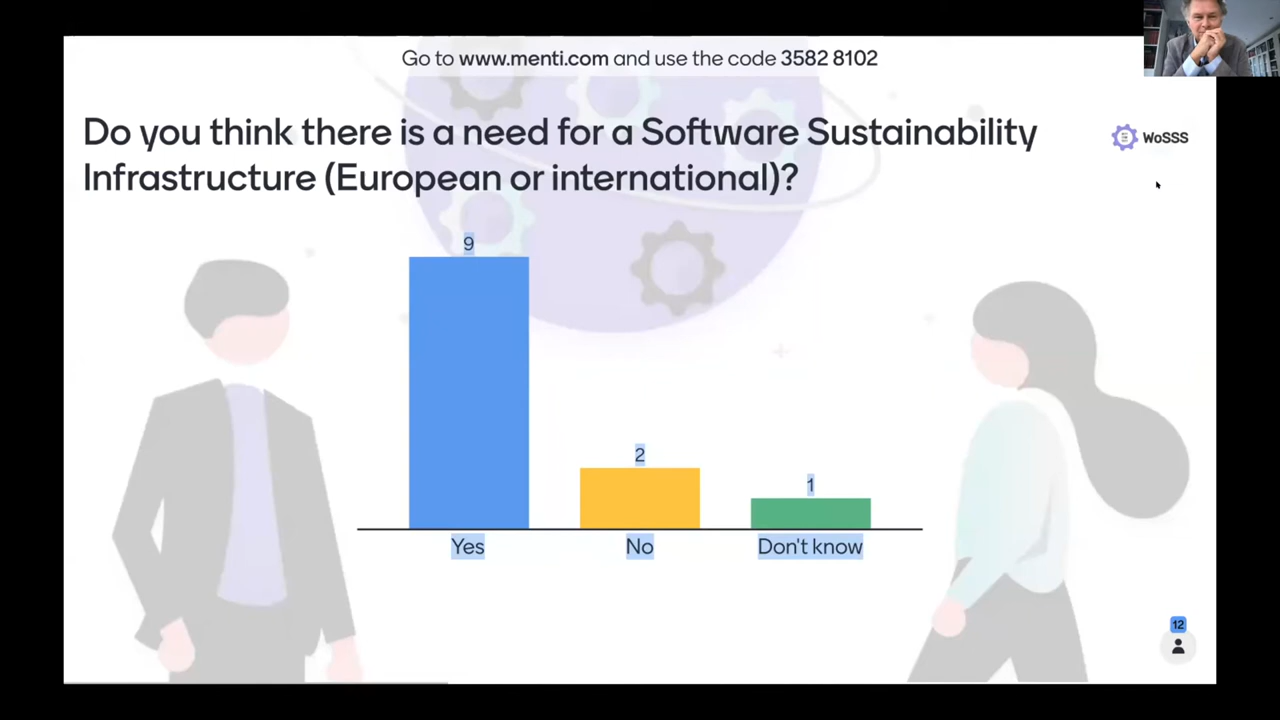 Go to www.menti.com and use the code 3582 8102
Do you think there is a need for a Software Sustainability
Infrastructure (European or international)?
WoSSS
9
2
1
Yes
No
Don't know
12